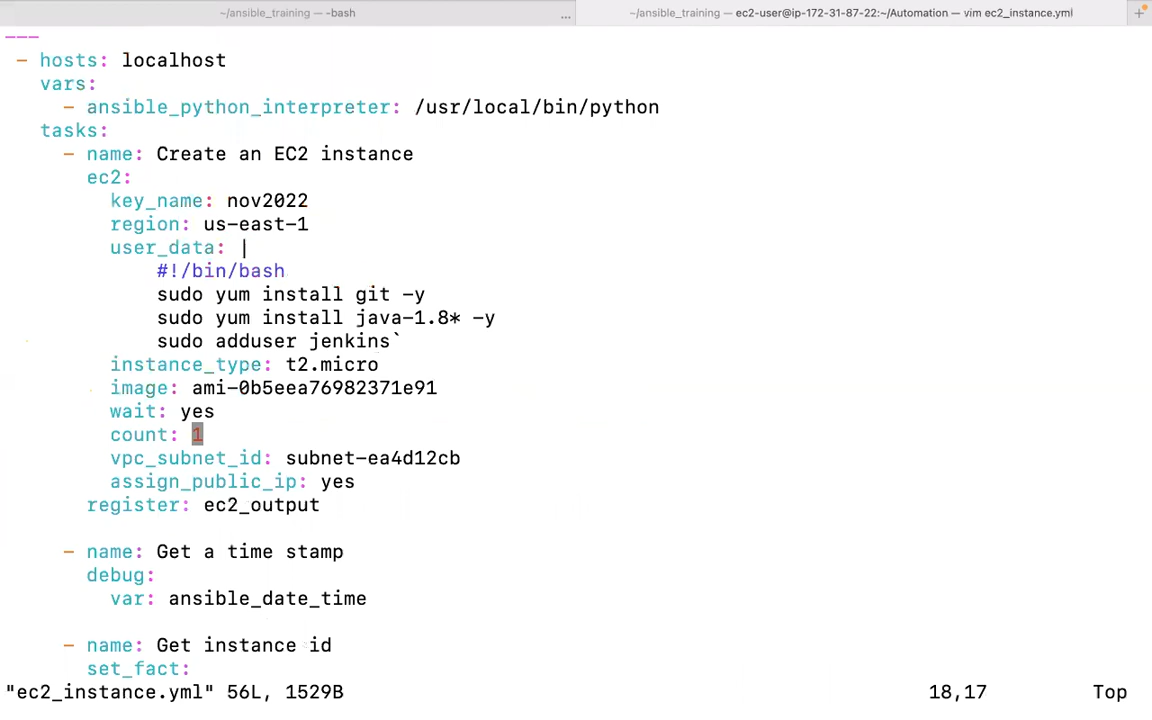 ~/ansible_training — -bash
...
~/ansible_training — ec2-user@ip-172-31-87-22:~/Automation — vim ec2_instance.yml
+
---
- hosts: localhost
vars:
- ansible_python_interpreter: /usr/local/bin/python
tasks:
- name: Create an EC2 instance
ec2:
key_name: nov2022
region: us-east-1
user_data: |
#!/bin/bash
sudo yum install git -y
sudo yum install java-1.8* -y
sudo adduser jenkins`
instance_type: t2.micro
image: ami-0b5eea76982371e91
wait: yes
count: 1
vpc_subnet_id: subnet-ea4d12cb
assign_public_ip: yes
register: ec2_output
- name: Get a time stamp
debug:
var: ansible_date_time
- name: Get instance id
set_fact:
"ec2_instance.yml" 56L, 1529B 18,17 Top